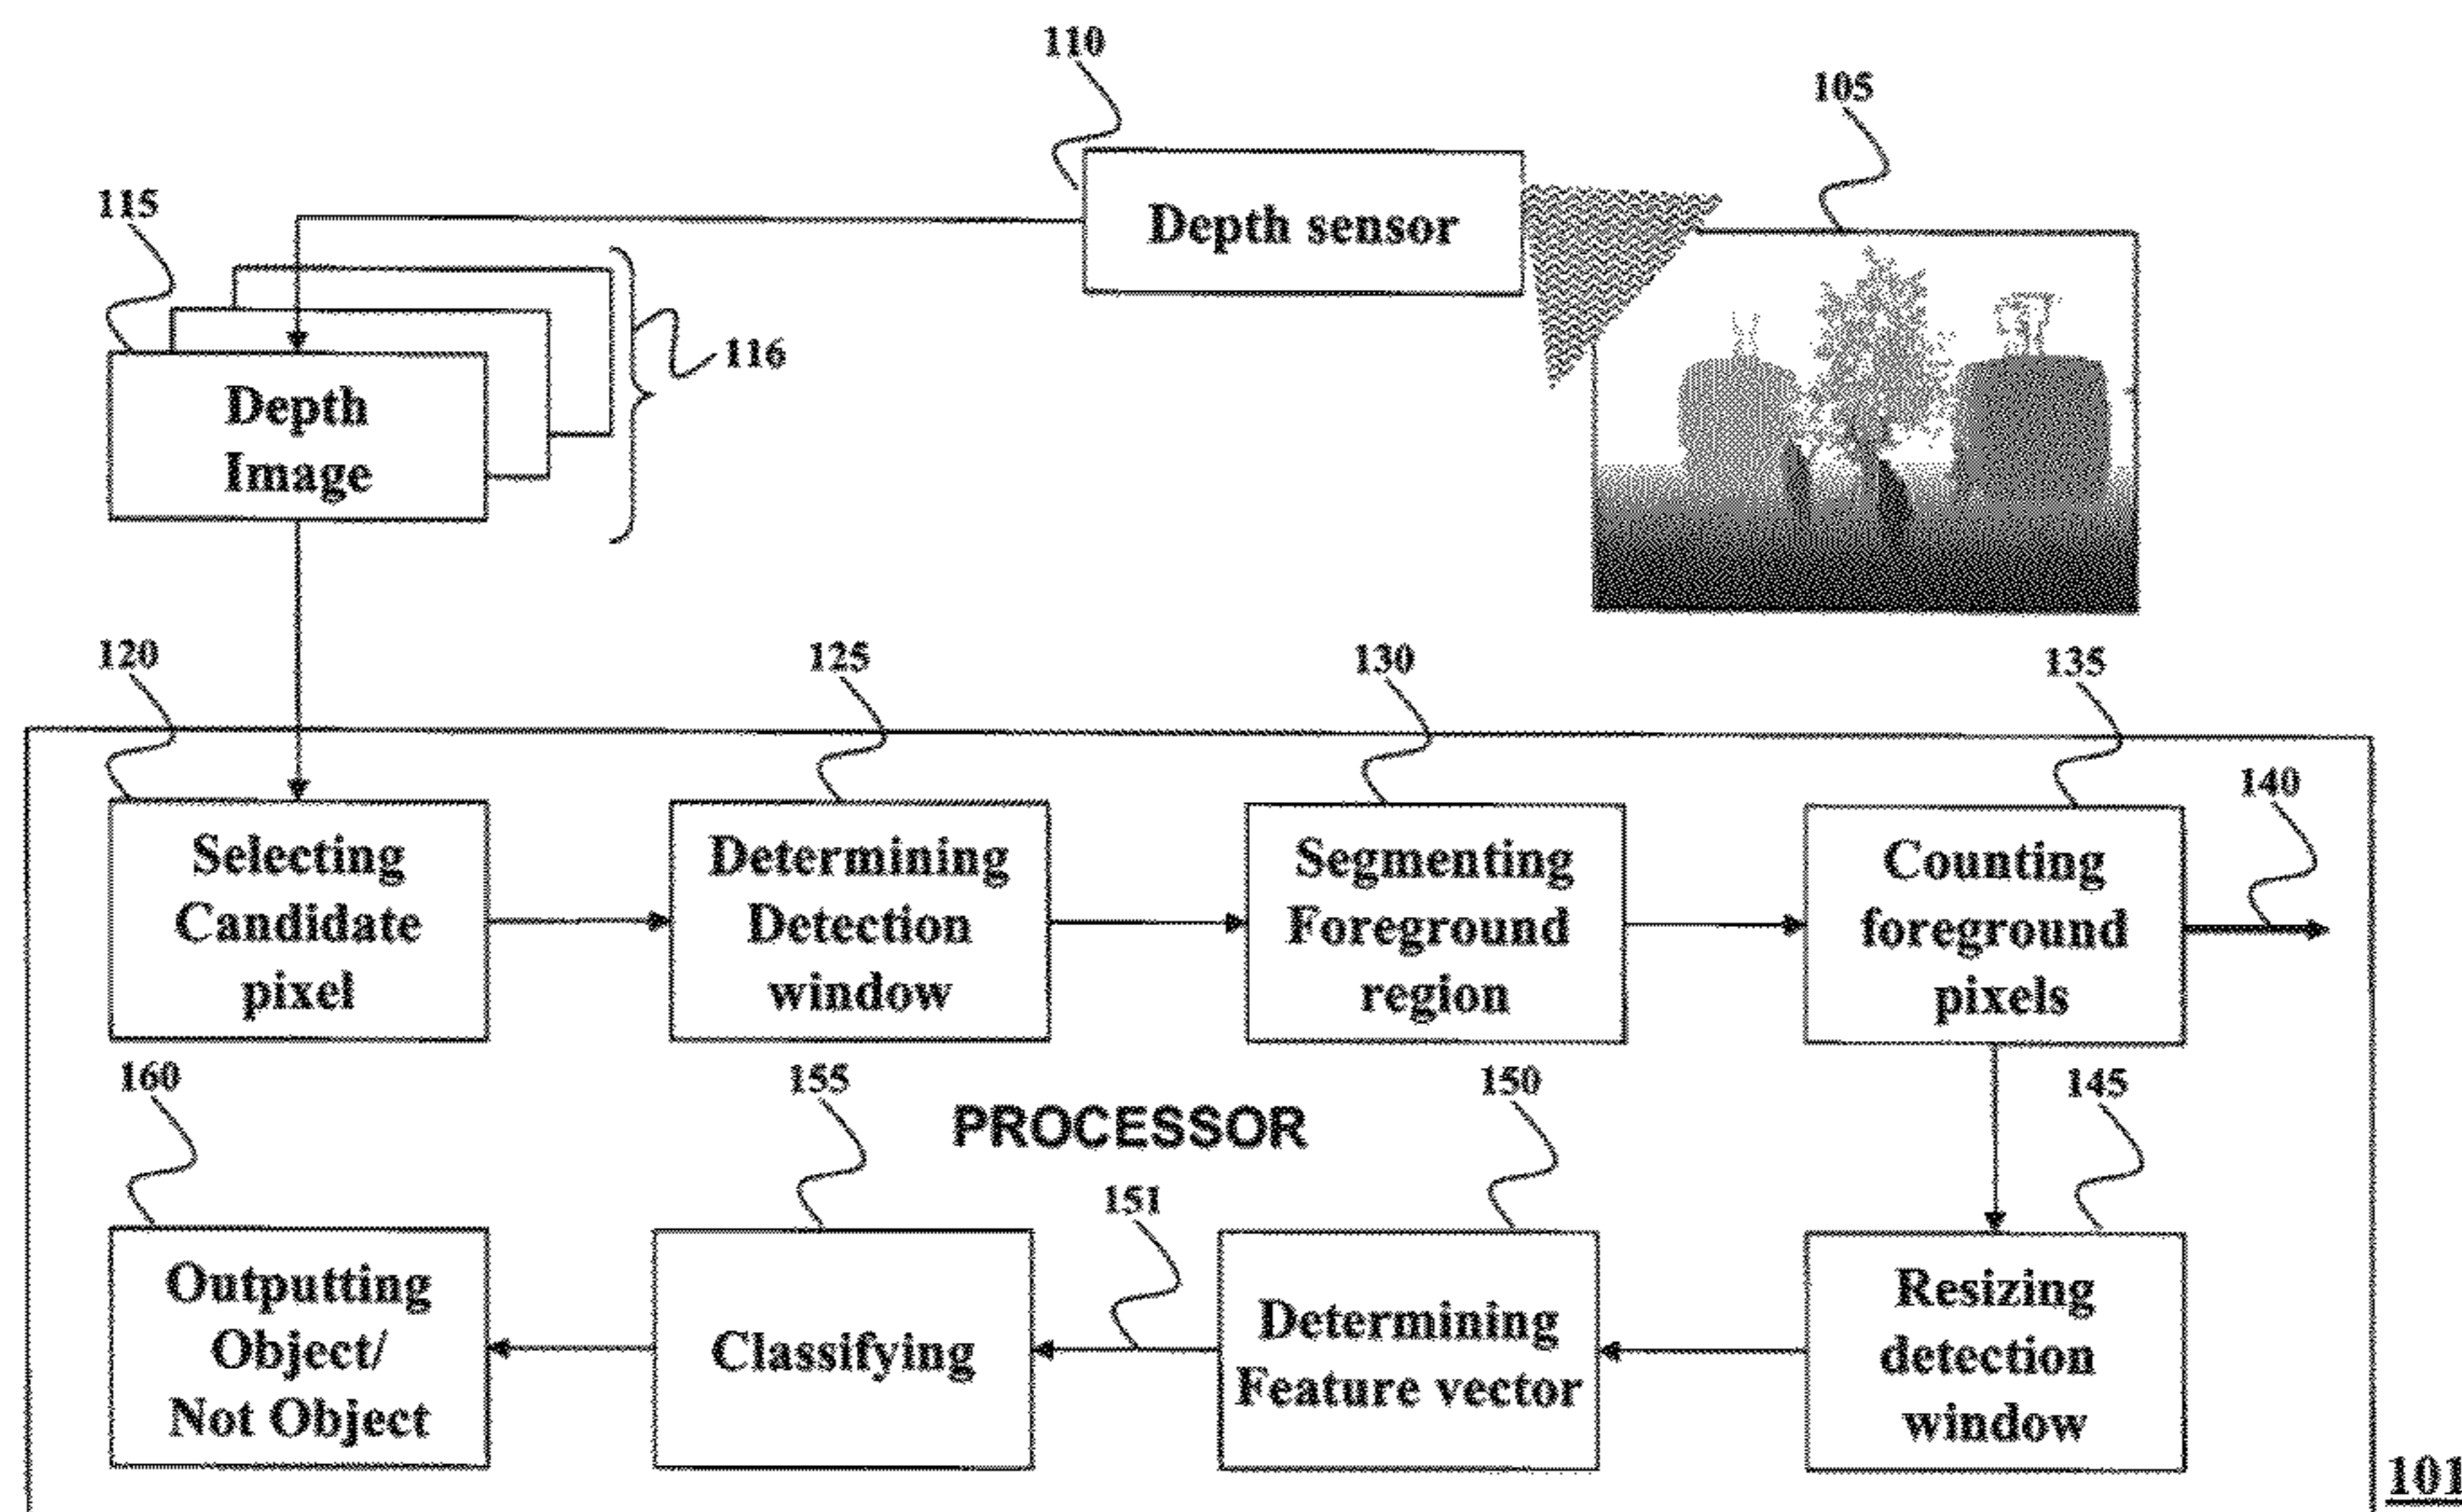 110
105
115
Depth sensor
116
Depth
Image
120
125
130
135
140
Selecting
Candidate
pixel
Determining
Detection
window
Segmenting
Foreground
region
Counting
foreground
pixels
160
155
150
145
PROCESSOR
151
Outputting
Object/
Not Object
Classifying
Determining
Feature vector
Resizing
detection
window
101